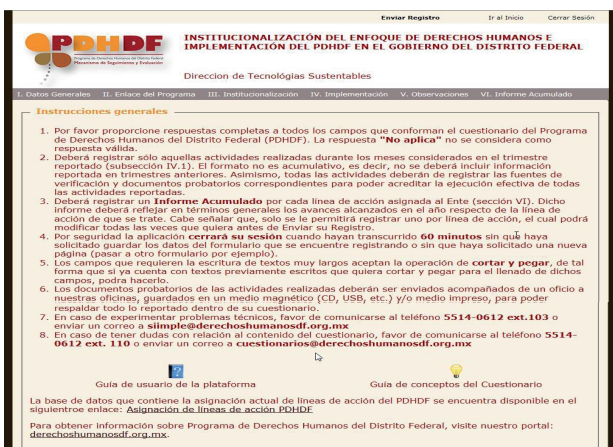 Enviar Registro Ir al Inicio Cerrar Sesión
PDHDF
Programa de Derechos Humanos del Distrito Federal
Mecanismo de Seguimiento y Evaluación
INSTITUCIONALIZACIÓN DEL ENFOQUE DE DERECHOS HUMANOS E
IMPLEMENTACIÓN DEL PDHDF EN EL GOBIERNO DEL DISTRITO FEDERAL
Direccion de Tecnológias Sustentables
I. Datos Generales II. Enlace del Programa III. Institucionalización IV. Implementación V. Observaciones VI. Informe Acumulado
Instrucciones generales
1. Por favor proporcione respuestas completas a todos los campos que conforman el cuestionario del Programa
de Derechos Humanos del Distrito Federal (PDHDF). La respuesta "No aplica" no se considera como
respuesta válida.
2. Deberá registrar sólo aquellas actividades realizadas durante los meses considerados en el trimestre
reportado (subsección IV.1). El formato no es acumulativo, es decir, no se deberá incluir información
reportada en trimestres anteriores. Asimismo, todas las actividades deberán de registrar las fuentes de
verificación y documentos probatorios correspondientes para poder acreditar la ejecución efectiva de todas
las actividades reportadas.
3. Deberá registrar un Informe Acumulado por cada línea de acción asignada al Ente (sección VI). Dicho
informe deberá reflejar en términos generales los avances alcanzados en el año respecto de la línea de
acción de que se trate. Cabe señalar que, solo se le permitirá registrar uno por línea de acción, el cual podrá
modificar todas las veces que quiera antes de Enviar su Registro.
4. Por seguridad la aplicación cerrará su sesión cuando hayan transcurrido 60 minutos sin que haya
solicitado guardar los datos del formulario que se encuentre registrando o sin que haya solicitado una nueva
página (pasar a otro formulario por ejemplo).
5. Los campos que requieren la escritura de textos muy largos aceptan la operación de cortar y pegar, de tal
forma que si ya cuenta con textos previamente escritos que quiera cortar y pegar para el llenado de dichos
campos, podra hacerlo.
6. Los documentos probatorios de las actividades realizadas deberán ser enviados acompañados de un oficio a
nuestras oficinas, guardados en un medio magnético (CD, USB, etc.) y/o medio impreso, para poder
respaldar todo lo reportado dentro de su cuestionario.
7. En caso de experimentar problemas técnicos, favor de comunicarse al teléfono 5514-0612 ext.103 o
enviar un correo a siimple@derechoshumanosdf.org.mx
8. En caso de tener dudas con relación al contenido del cuestionario, favor de comunicarse al teléfono 5514-
0612 ext. 110 o enviar un correo a cuestionarios@derechoshumanosdf.org.mx
Guía de usuario de la plataforma Guía de conceptos del Cuestionario
La base de datos que contiene la asignación actual de lineas de acción del PDHDF se encuentra disponible en el
siguientroe enlace: Asignación de líneas de acción PDHDF
Para obtener información sobre Programa de Derechos Humanos del Distrito Federal, visite nuestro portal:
derechoshumanosdf.org.mx.